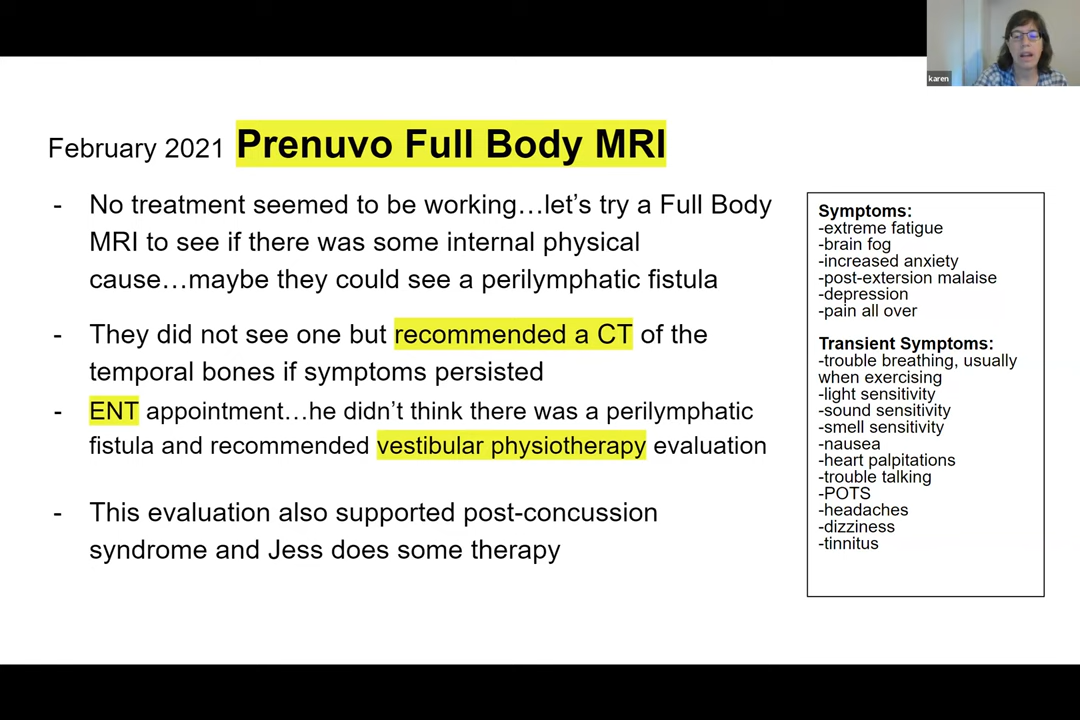 karen
February 2021 Prenuvo Full Body MRI
- No treatment seemed to be working…let’s try a Full Body
MRI to see if there was some internal physical
cause…maybe they could see a perilymphatic fistula
- They did not see one but recommended a CT of the
temporal bones if symptoms persisted
- ENT appointment…he didn’t think there was a perilymphatic
fistula and recommended vestibular physiotherapy evaluation
- This evaluation also supported post-concussion
syndrome and Jess does some therapy
Symptoms:
-extreme fatigue
-brain fog
-increased anxiety
-post-extersion malaise
-depression
-pain all over
Transient Symptoms:
-trouble breathing, usually
when exercising
-light sensitivity
-sound sensitivity
-smell sensitivity
-nausea
-heart palpitations
-trouble talking
-POTS
-headaches
-dizziness
-tinnitus